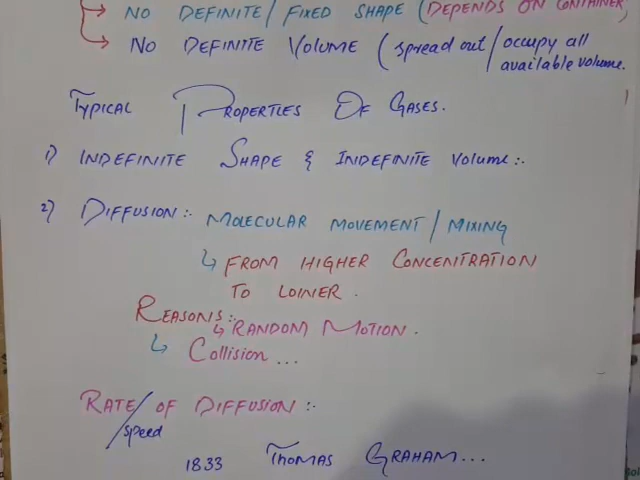 NO DEFINITE / FIXED SHAPE (DEPENDS ON CONTAINER)
NO DEFINITE VOLUME ( spread out / occupy all
available volume.
TYPICAL PROPERTIES OF GASES.
1) INDEFINITE SHAPE & INDEFINITE volume:.
2) DIFFUSION:. MOLECULAR MOVEMENT / MIXING
↳ FROM HIGHER CONCENTRATION
TO LOWER.
REASONS:.
↳ RANDOM MOTION.
↳ Collision ...
RATE / OF DIFFUSION:.
speed
1833 THOMAS GRAHAM...